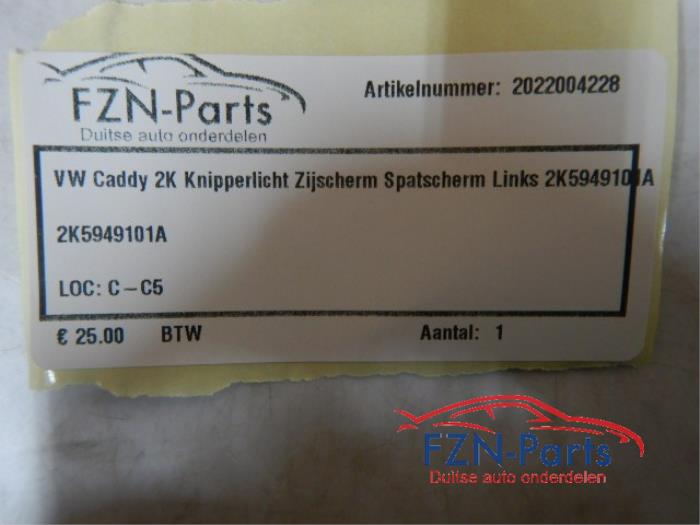 FZN-Parts
Duitse auto onderdelen
Artikelnummer: 2022004228
VW Caddy 2K Knipperlicht Zijscherm Spatscherm Links 2K5949101A
2K5949101A
LOC: C-C5
€ 25.00 BTW Aantal: 1
FZN-Parts
Duitse auto onderdelen